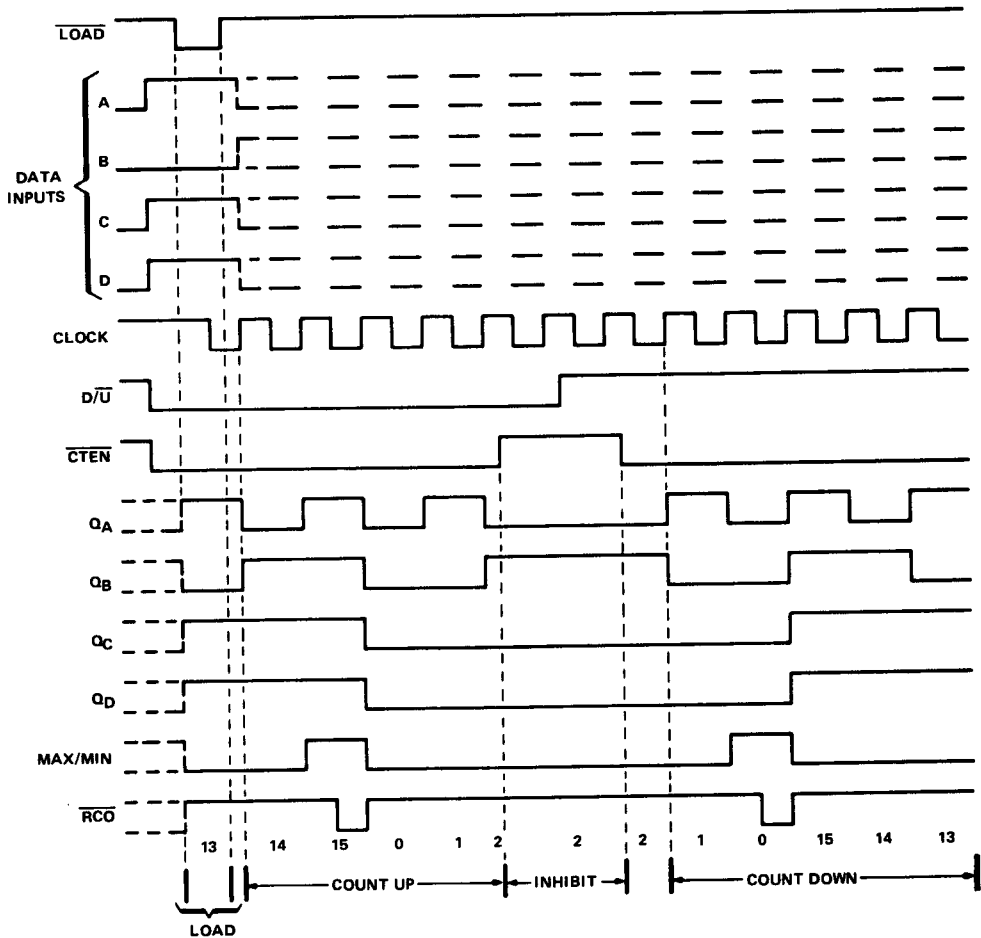 LOAD
DATA
INPUTS
A
B
C
D
CLOCK
D/U
CTEN
QA
QB
QC
QD
MAX/MIN
RCO
13 14 15 0 1 2 2 2 1 0 15 14 13
COUNT UP INHIBIT COUNT DOWN
LOAD